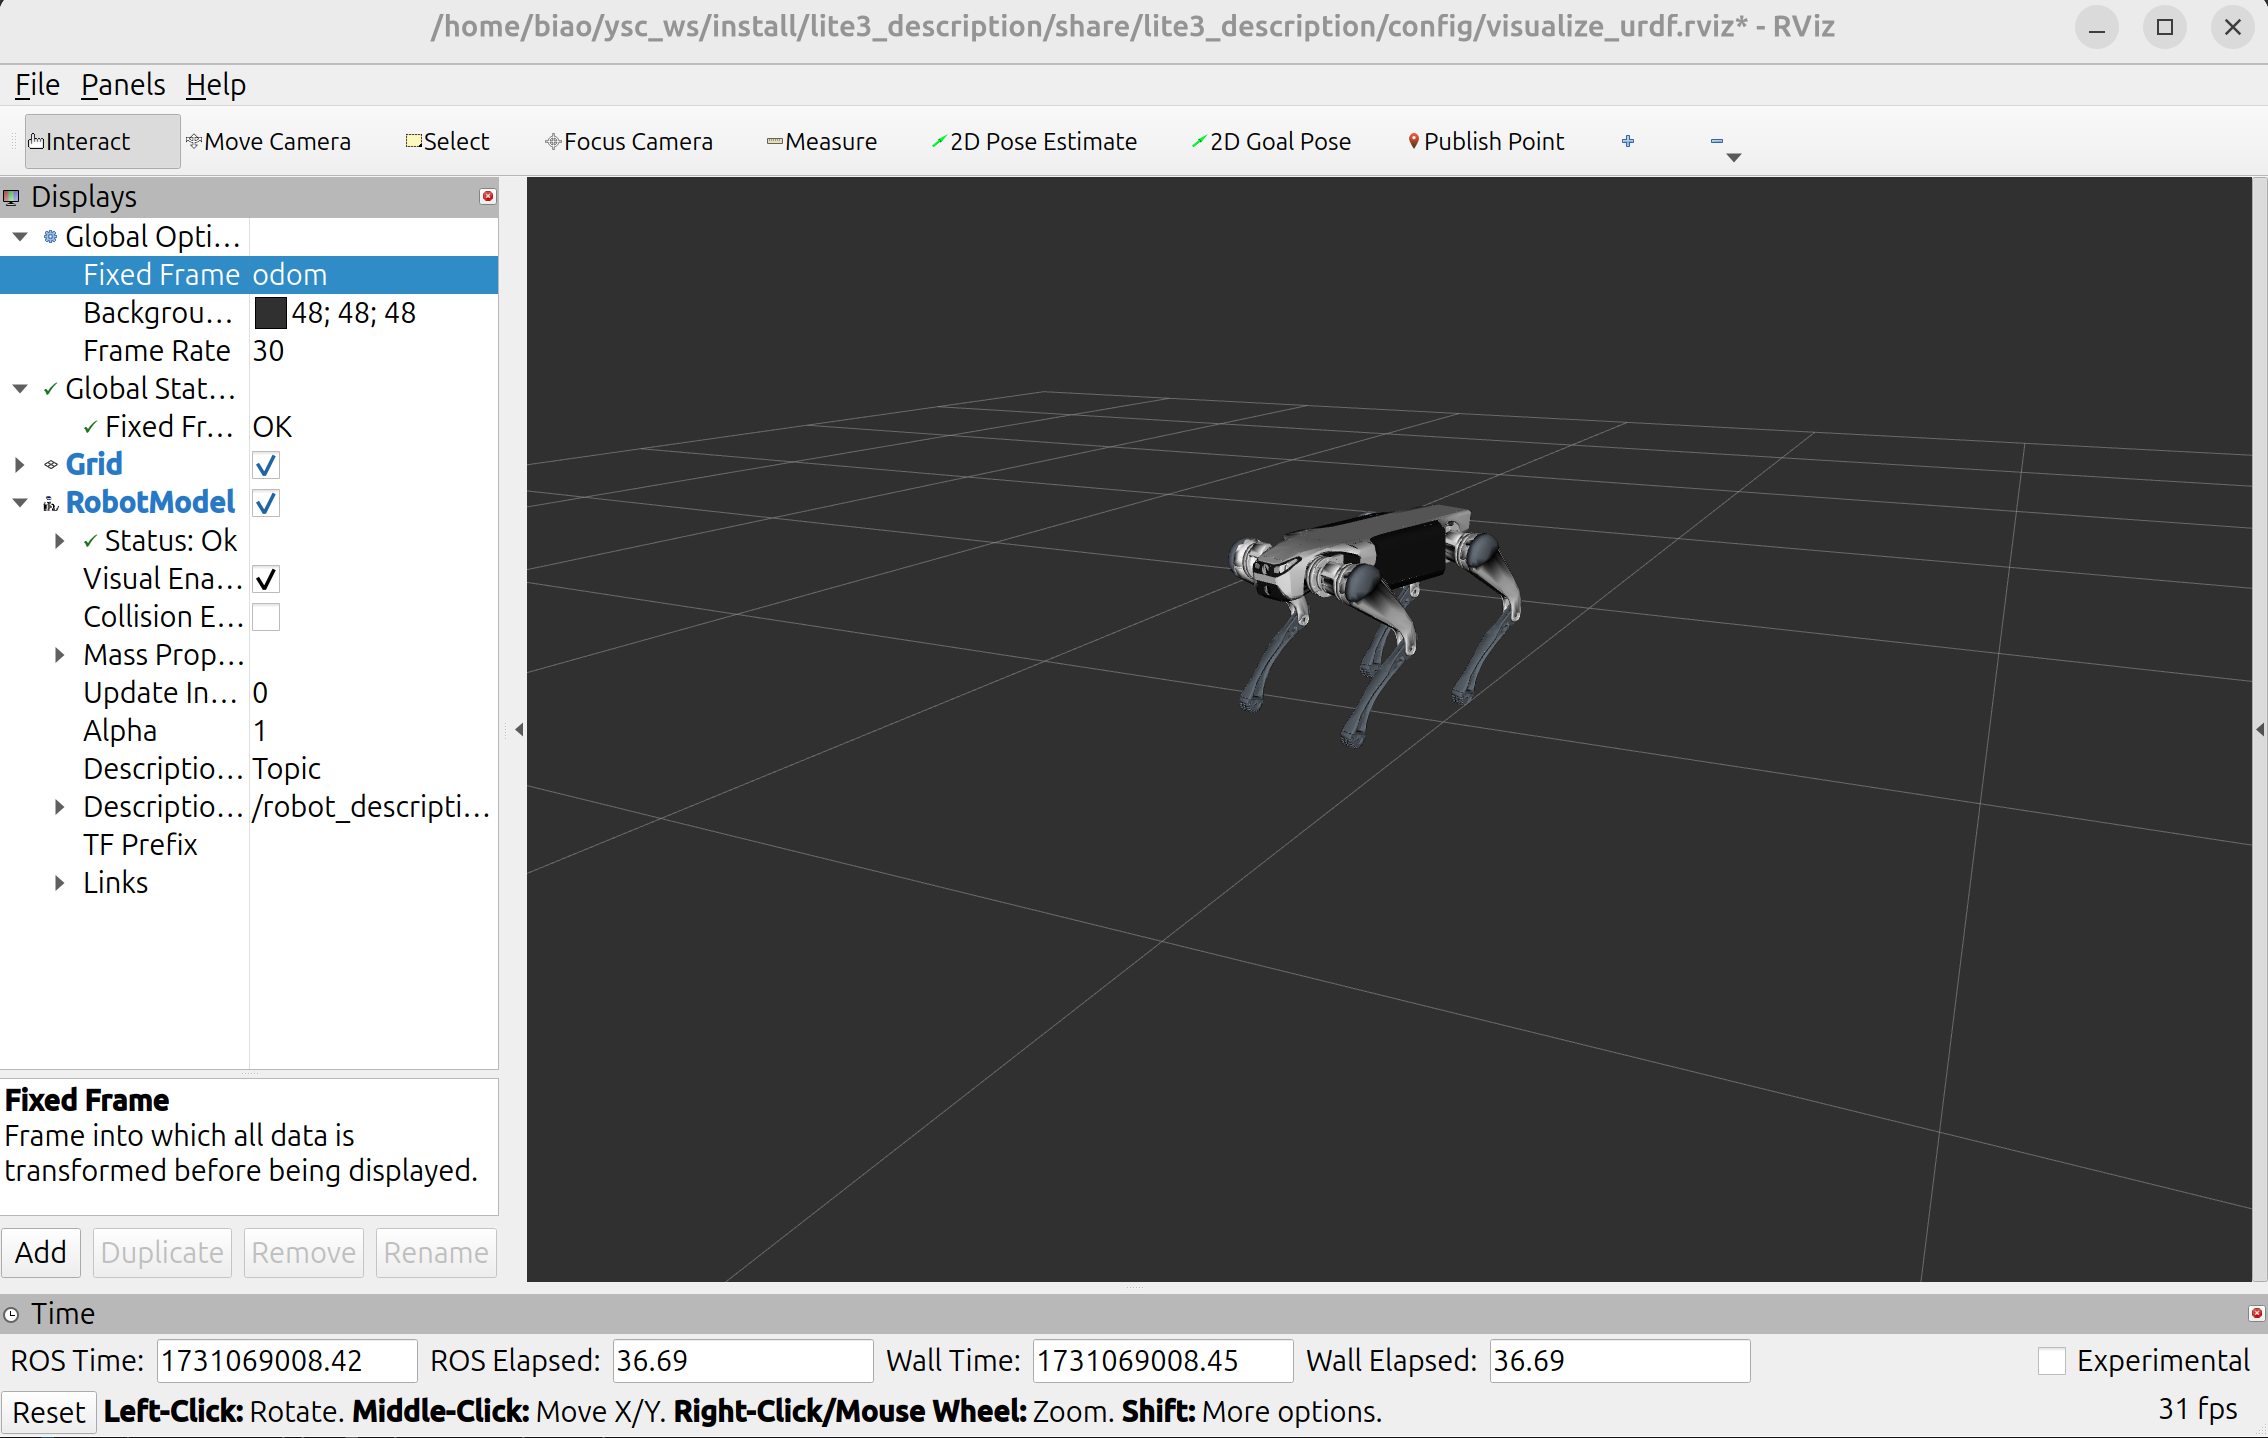 /home/biao/ysc_ws/install/lite3_description/share/lite3_description/config/visualize_urdf.rviz* - RViz
File Panels Help
Interact Move Camera Select Focus Camera Measure 2D Pose Estimate 2D Goal Pose Publish Point
Displays
Global Opti…
Fixed Frame odom
Backgrou… 48; 48; 48
Frame Rate 30
Global Stat…
Fixed Fr… OK
Grid
RobotModel
Status: Ok
Visual Ena…
Collision E…
Mass Prop…
Update In… 0
Alpha 1
Descriptio… Topic
Descriptio… /robot_descripti…
TF Prefix
Links
Fixed Frame
Frame into which all data is
transformed before being displayed.
Add Duplicate Remove Rename
Time
ROS Time: 1731069008.42 ROS Elapsed: 36.69 Wall Time: 1731069008.45 Wall Elapsed: 36.69 Experimental
Reset Left-Click: Rotate. Middle-Click: Move X/Y. Right-Click/Mouse Wheel: Zoom. Shift: More options. 31 fps